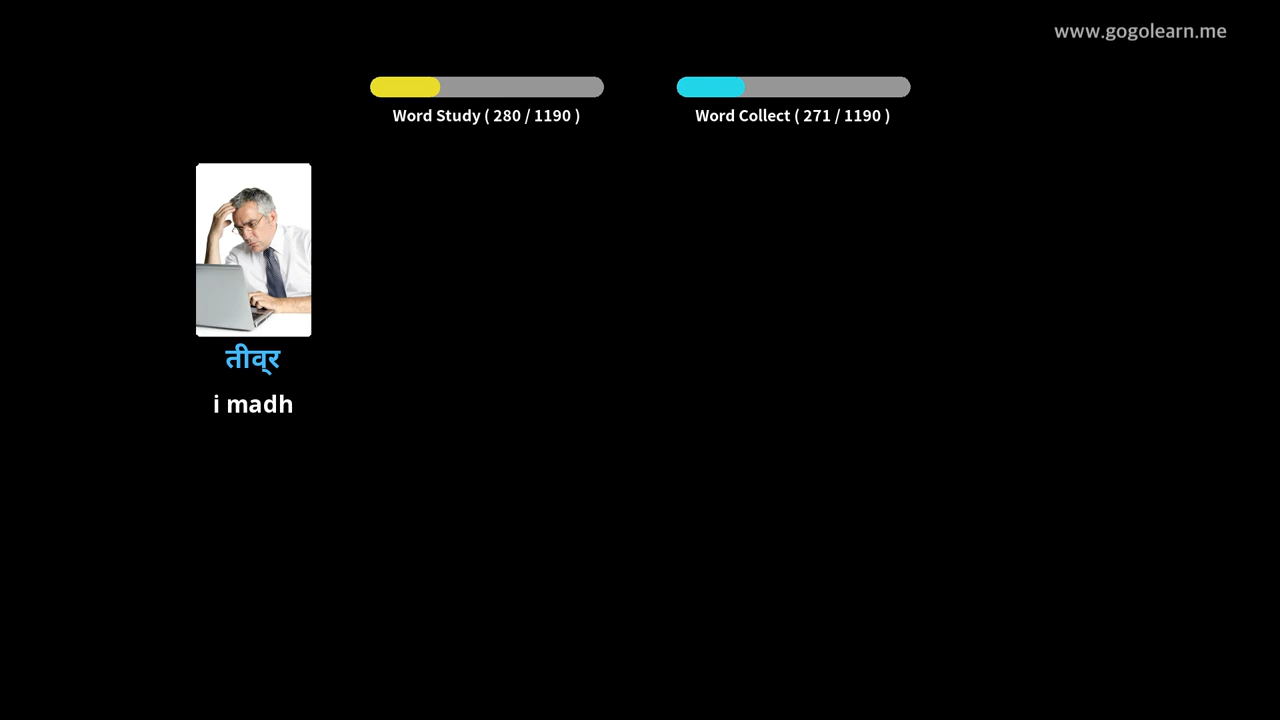 www.gogolearn.me
Word Study ( 280 / 1190 )
Word Collect ( 271 / 1190 )
तीव्र
i madh